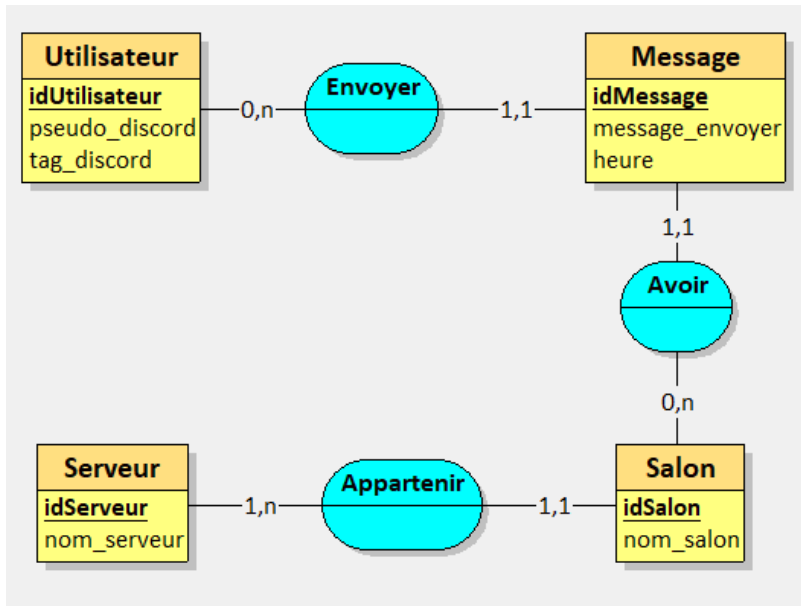 Utilisateur
idUtilisateur
pseudo_discord
tag_discord
0,n
Envoyer
1,1
Message
idMessage
message_envoyer
heure
1,1
Avoir
0,n
Serveur
idServeur
nom_serveur
1,n
Appartenir
1,1
Salon
idSalon
nom_salon